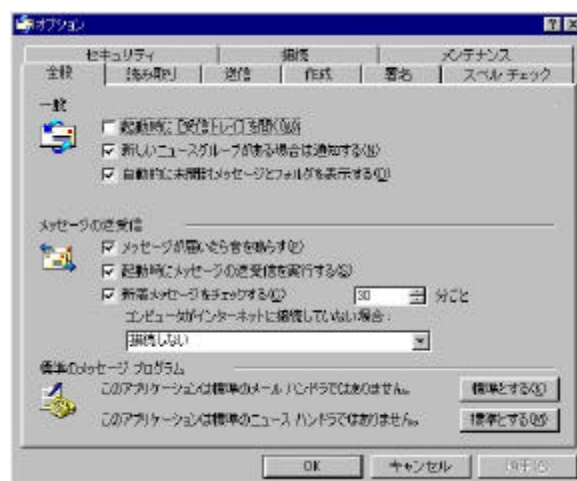 オプション
セキュリティ 接続 メンテナンス
全般 読み取り 送信 作成 署名 スペル チェック
一般
起動時に [受信トレイ] を開く(W)
新しいニュースグループがある場合は通知する(N)
自動的に未開封メッセージとフォルダを表示する(D)
メッセージの送受信
メッセージが届いたら音を鳴らす(P)
起動時にメッセージの送受信を実行する(S)
新着メッセージをチェックする(C) 30 分ごと
コンピュータがインターネットに接続していない場合:
接続しない
標準のメッセージ プログラム
このアプリケーションは標準のメール ハンドラではありません。 標準とする(K)
このアプリケーションは標準のニュース ハンドラではありません。 標準とする(M)
OK キャンセル 適用(A)